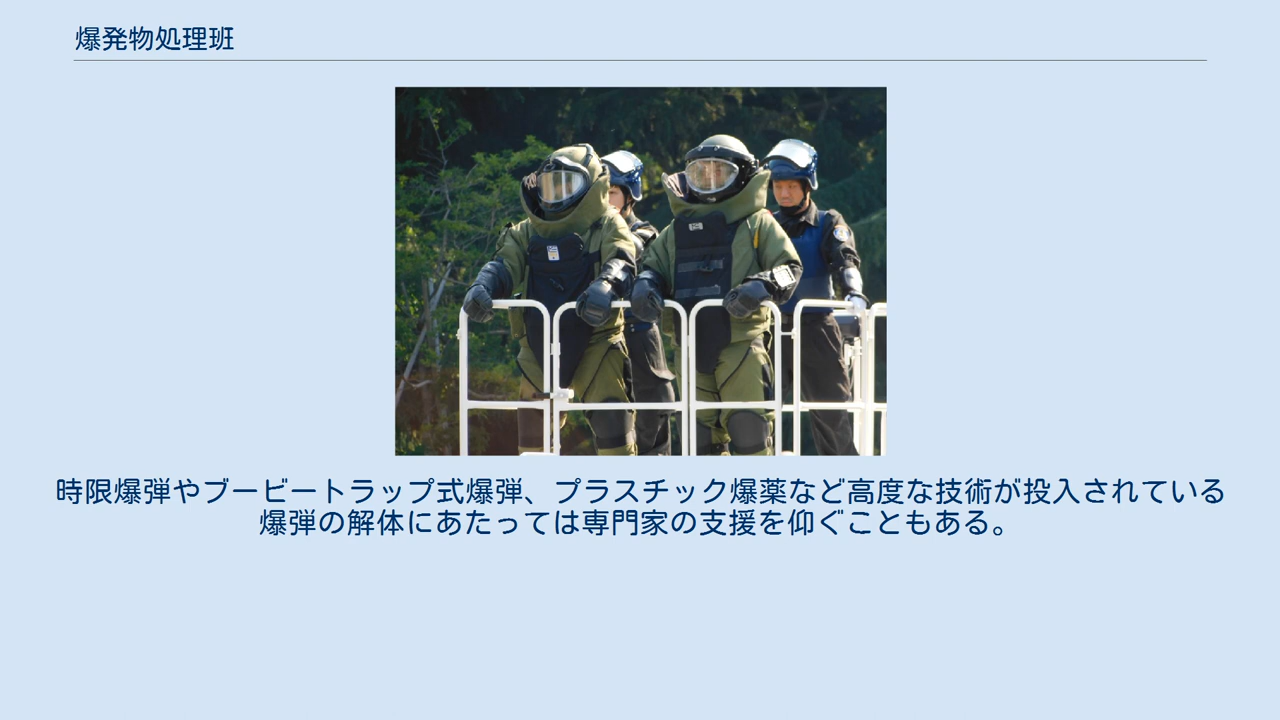 爆発物処理班
時限爆弾やブービートラップ式爆弾、プラスチック爆薬など高度な技術が投入されている
爆弾の解体にあたっては専門家の支援を仰ぐこともある。